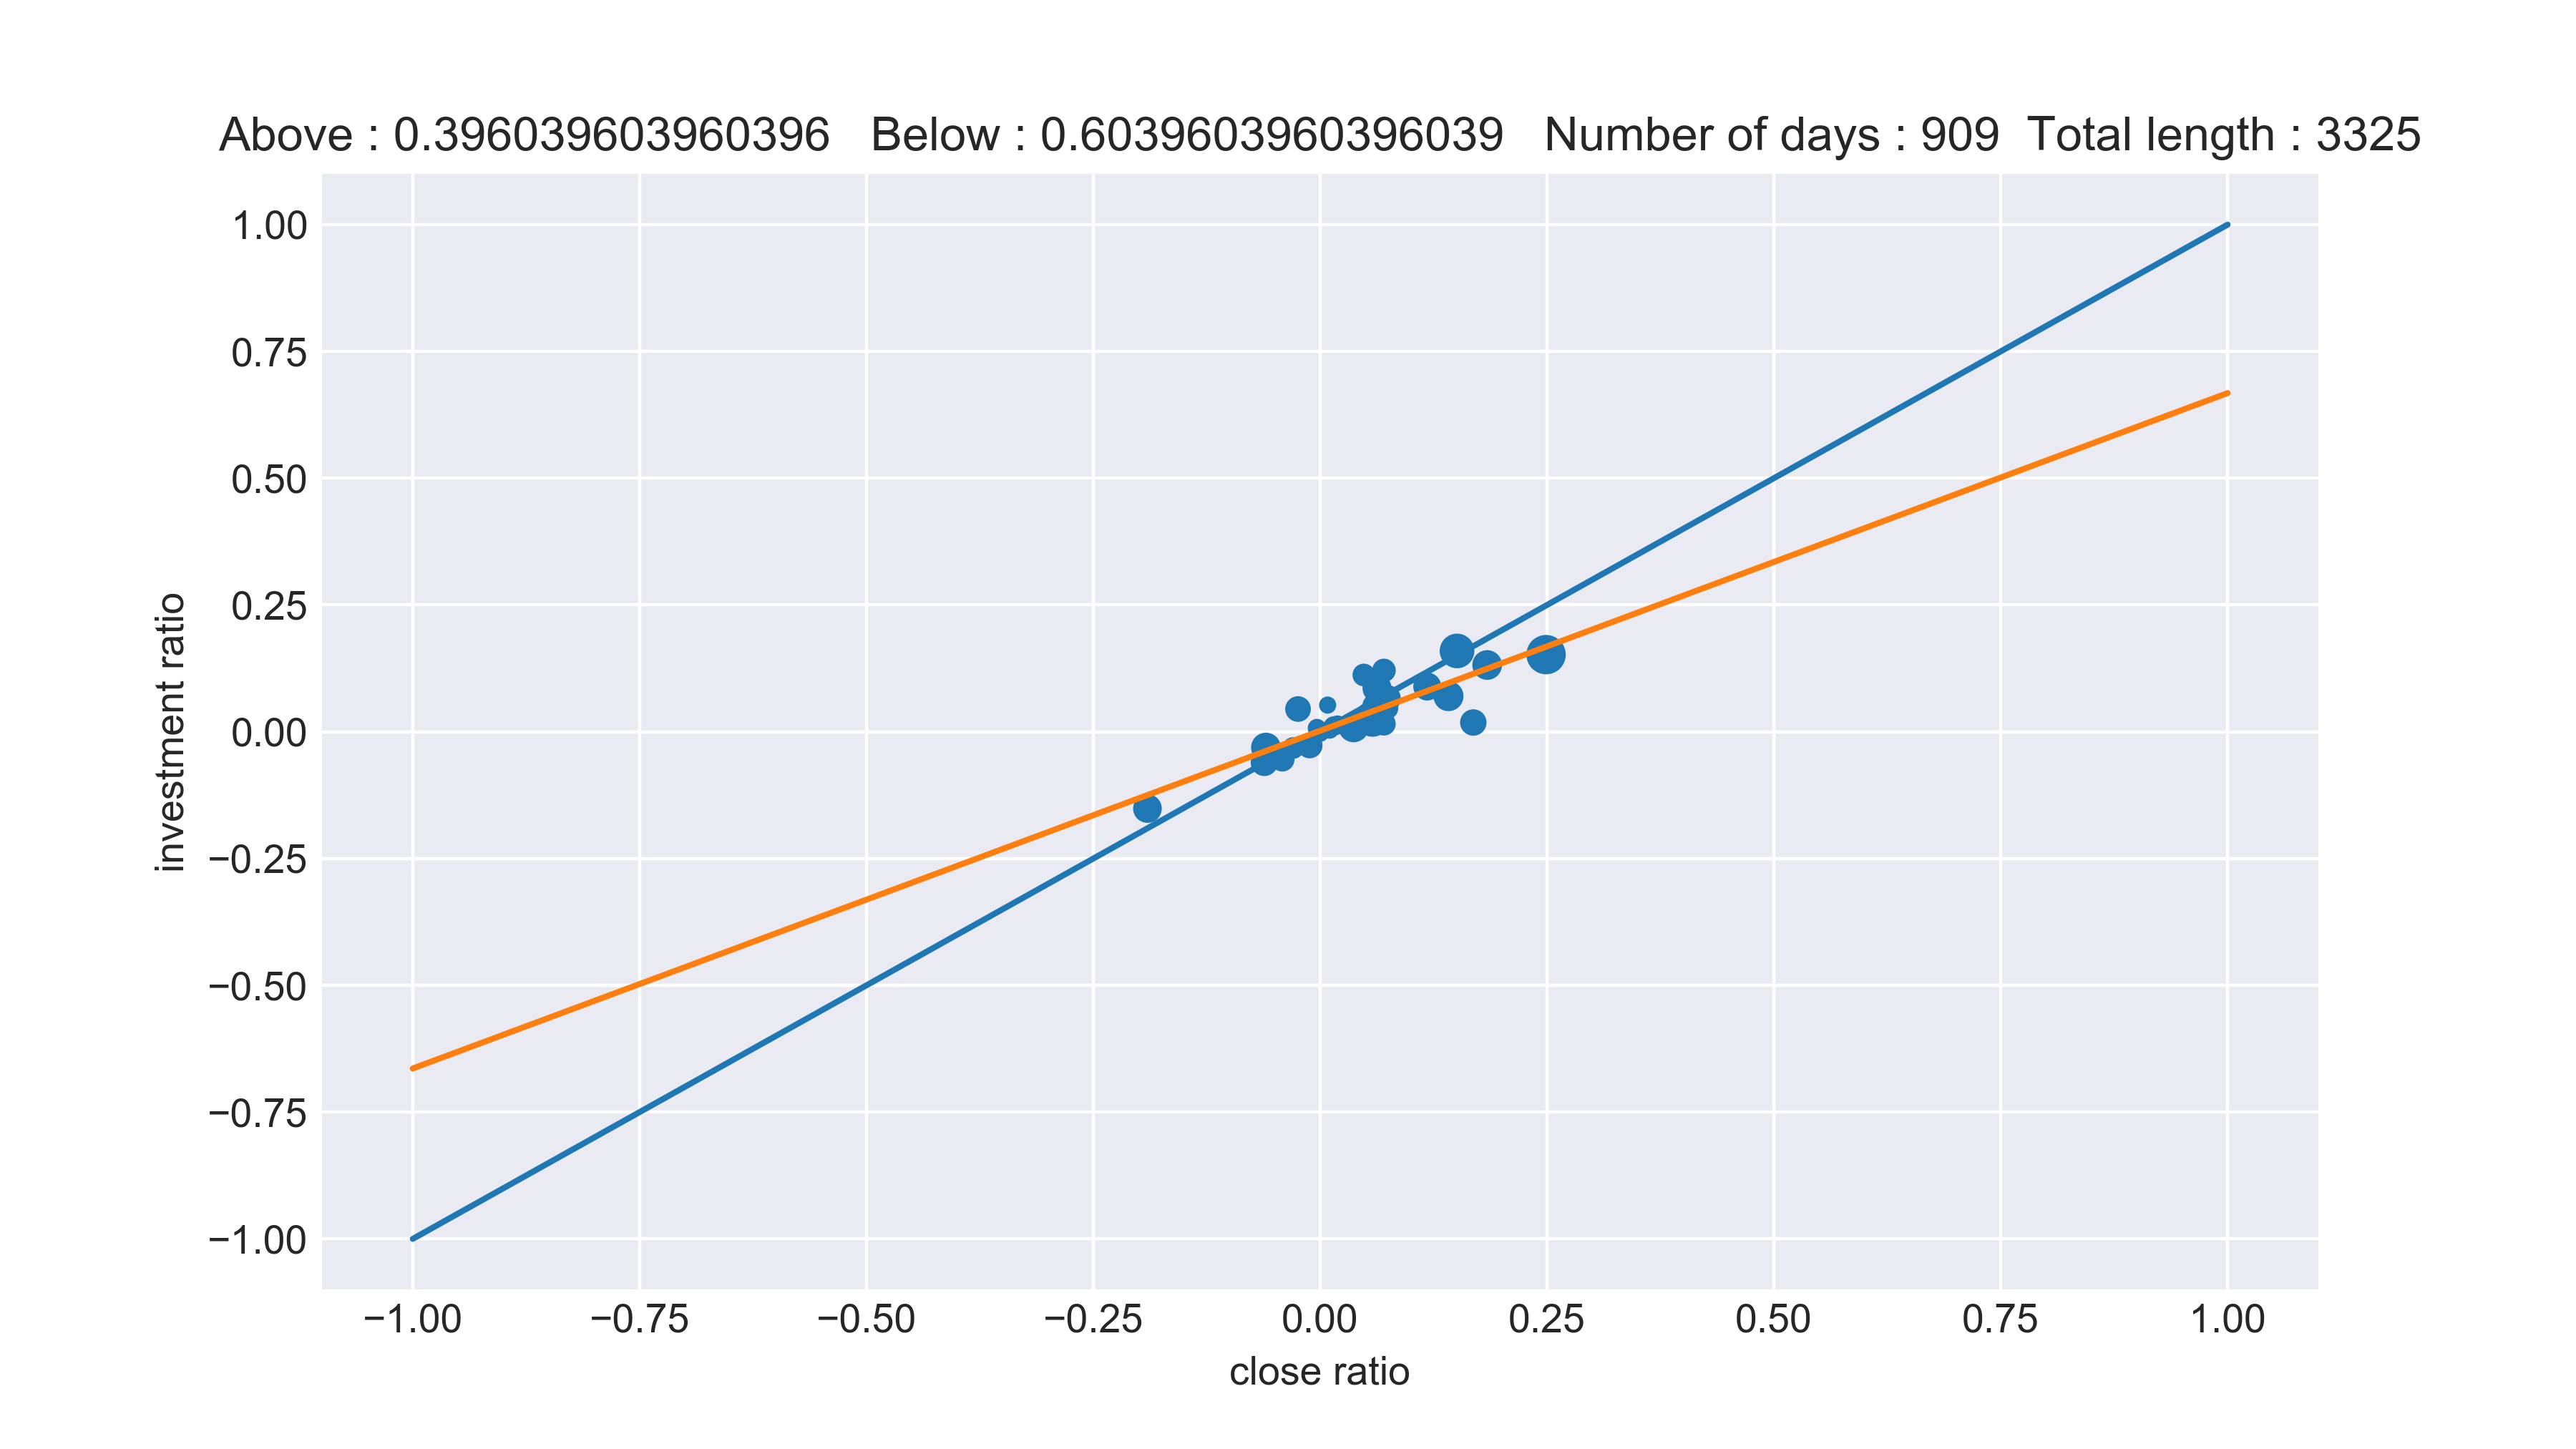 Above : 0.396039603960396   Below : 0.6039603960396039   Number of days : 909  Total length : 3325
1.00
0.75
0.50
0.25
0.00
−0.25
−0.50
−0.75
−1.00
investment ratio
−1.00 −0.75 −0.50 −0.25 0.00 0.25 0.50 0.75 1.00
close ratio